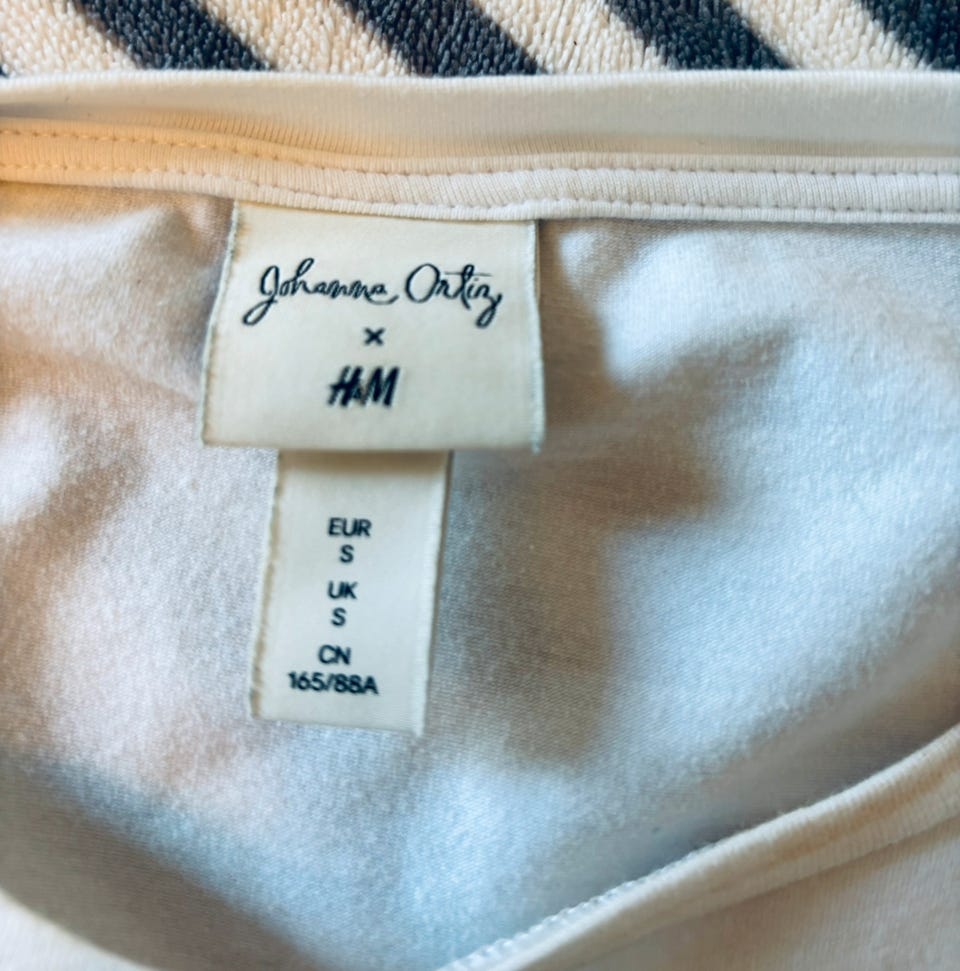 Johanna Ortiz
x
H&M
EUR
S
UK
S
CN
165/88A